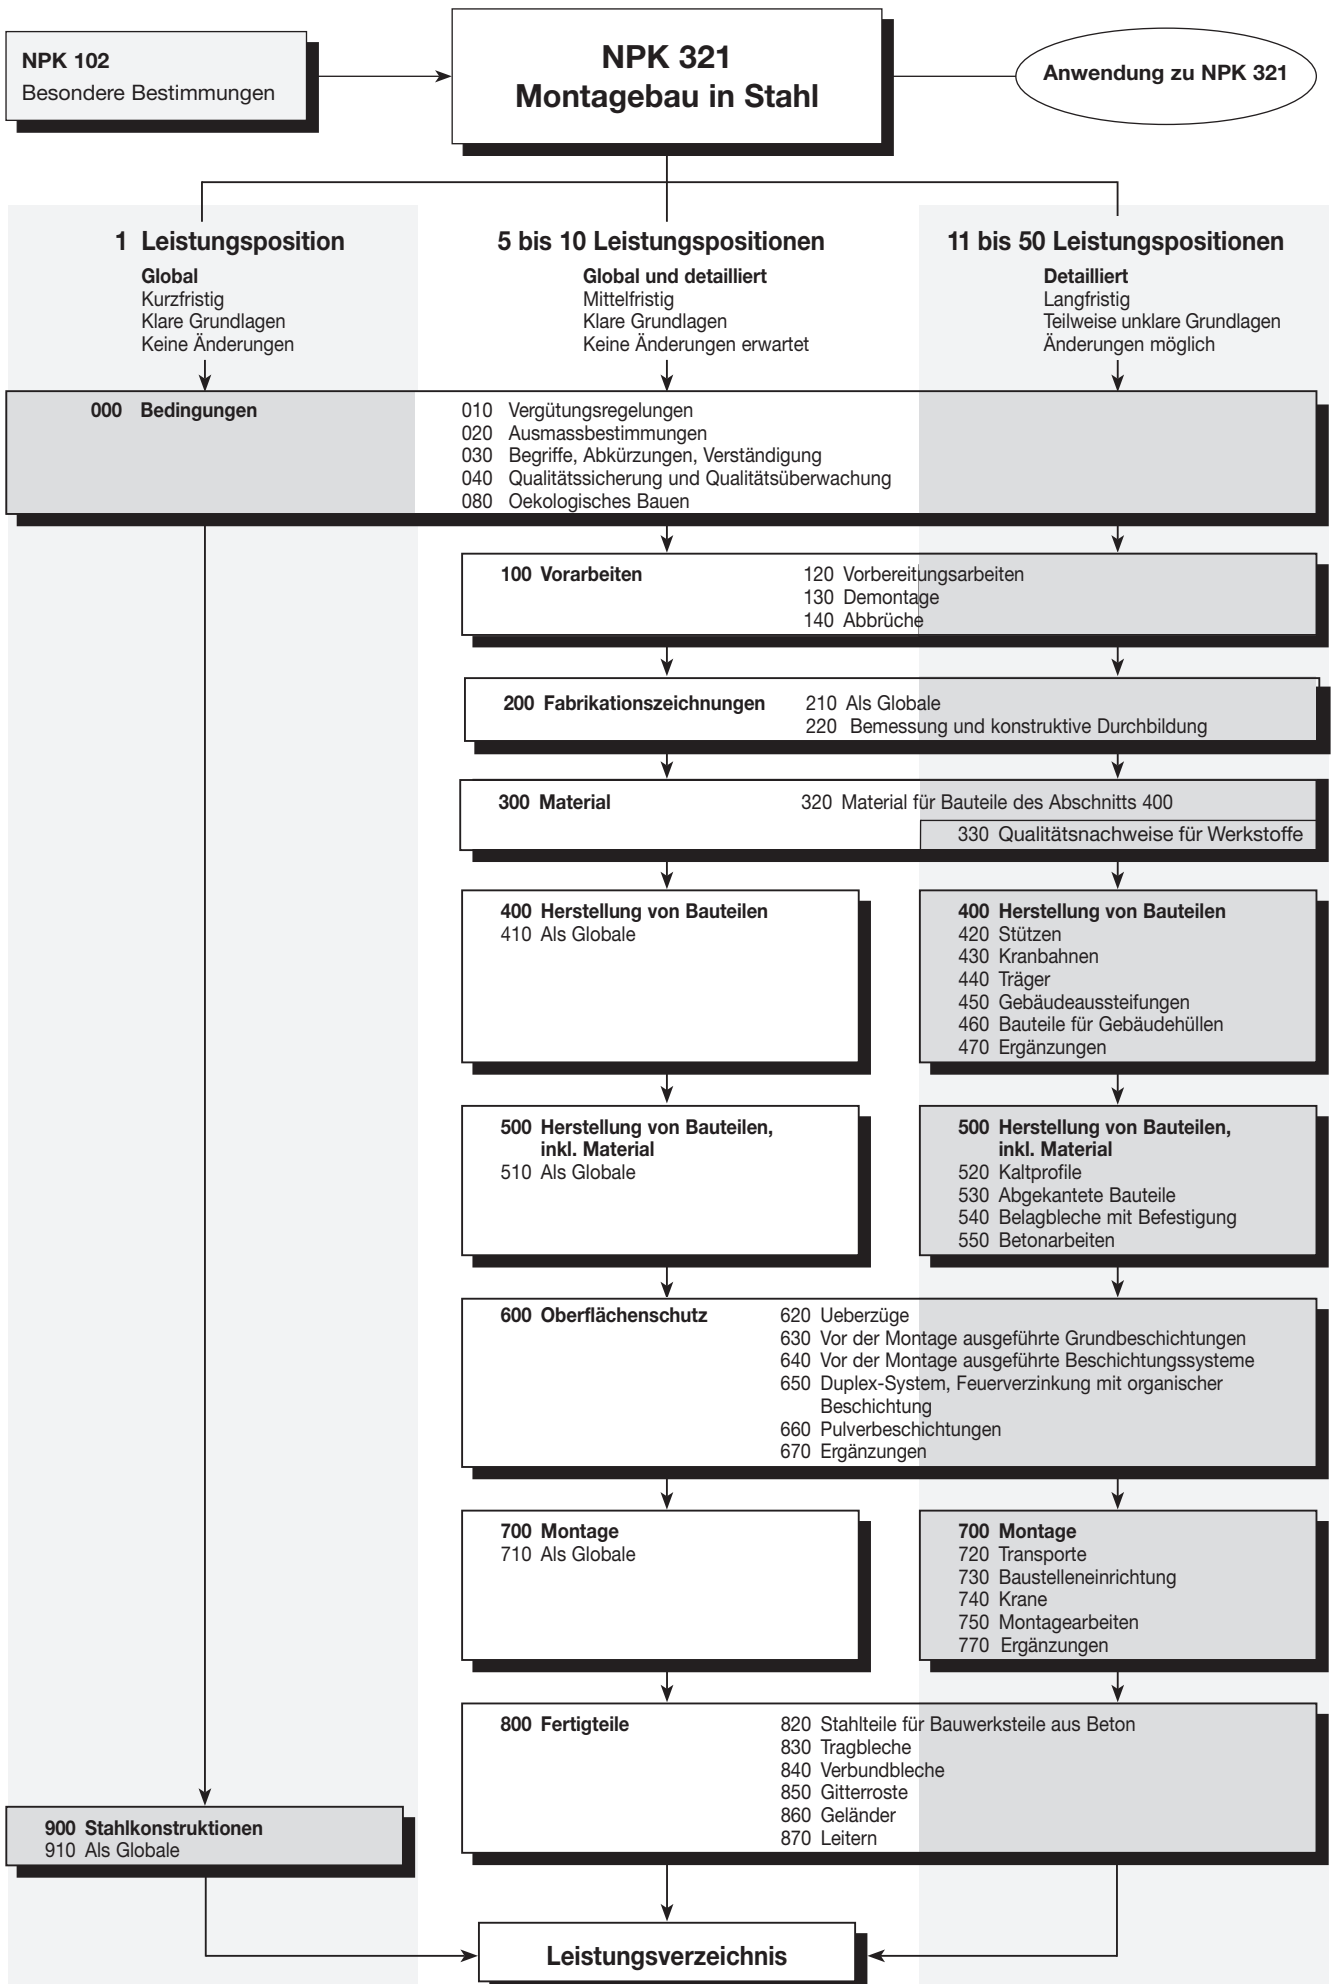 NPK 102
Besondere Bestimmungen
NPK 321
Montagebau in Stahl
Anwendung zu NPK 321
1 Leistungsposition
Global
Kurzfristig
Klare Grundlagen
Keine Änderungen
5 bis 10 Leistungspositionen
Global und detailliert
Mittelfristig
Klare Grundlagen
Keine Änderungen erwartet
11 bis 50 Leistungspositionen
Detailliert
Langfristig
Teilweise unklare Grundlagen
Änderungen möglich
000 Bedingungen
010 Vergütungsregelungen
020 Ausmassbestimmungen
030 Begriffe, Abkürzungen, Verständigung
040 Qualitätssicherung und Qualitätsüberwachung
080 Oekologisches Bauen
100 Vorarbeiten
120 Vorbereitungsarbeiten
130 Demontage
140 Abbrüche
200 Fabrikationszeichnungen
210 Als Globale
220 Bemessung und konstruktive Durchbildung
300 Material
320 Material für Bauteile des Abschnitts 400
330 Qualitätsnachweise für Werkstoffe
400 Herstellung von Bauteilen
410 Als Globale
400 Herstellung von Bauteilen
420 Stützen
430 Kranbahnen
440 Träger
450 Gebäudeaussteifungen
460 Bauteile für Gebäudehüllen
470 Ergänzungen
500 Herstellung von Bauteilen,
inkl. Material
510 Als Globale
500 Herstellung von Bauteilen,
inkl. Material
520 Kaltprofile
530 Abgekantete Bauteile
540 Belagbleche mit Befestigung
550 Betonarbeiten
600 Oberflächenschutz
620 Ueberzüge
630 Vor der Montage ausgeführte Grundbeschichtungen
640 Vor der Montage ausgeführte Beschichtungssysteme
650 Duplex-System, Feuerverzinkung mit organischer
Beschichtung
660 Pulverbeschichtungen
670 Ergänzungen
700 Montage
710 Als Globale
700 Montage
720 Transporte
730 Baustelleneinrichtung
740 Krane
750 Montagearbeiten
770 Ergänzungen
800 Fertigteile
820 Stahlteile für Bauwerksteile aus Beton
830 Tragbleche
840 Verbundbleche
850 Gitterroste
860 Geländer
870 Leitern
900 Stahlkonstruktionen
910 Als Globale
Leistungsverzeichnis